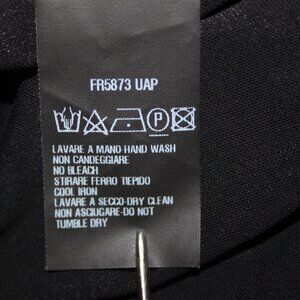 FR5873 UAP
P
LAVARE A MANO-HAND WASH
NON CANDEGGIARE
NO BLEACH
STIRARE FERRO TIEPIDO
COOL IRON
LAVARE A SECCO-DRY CLEAN
NON ASCIUGARE-DO NOT
TUMBLE DRY